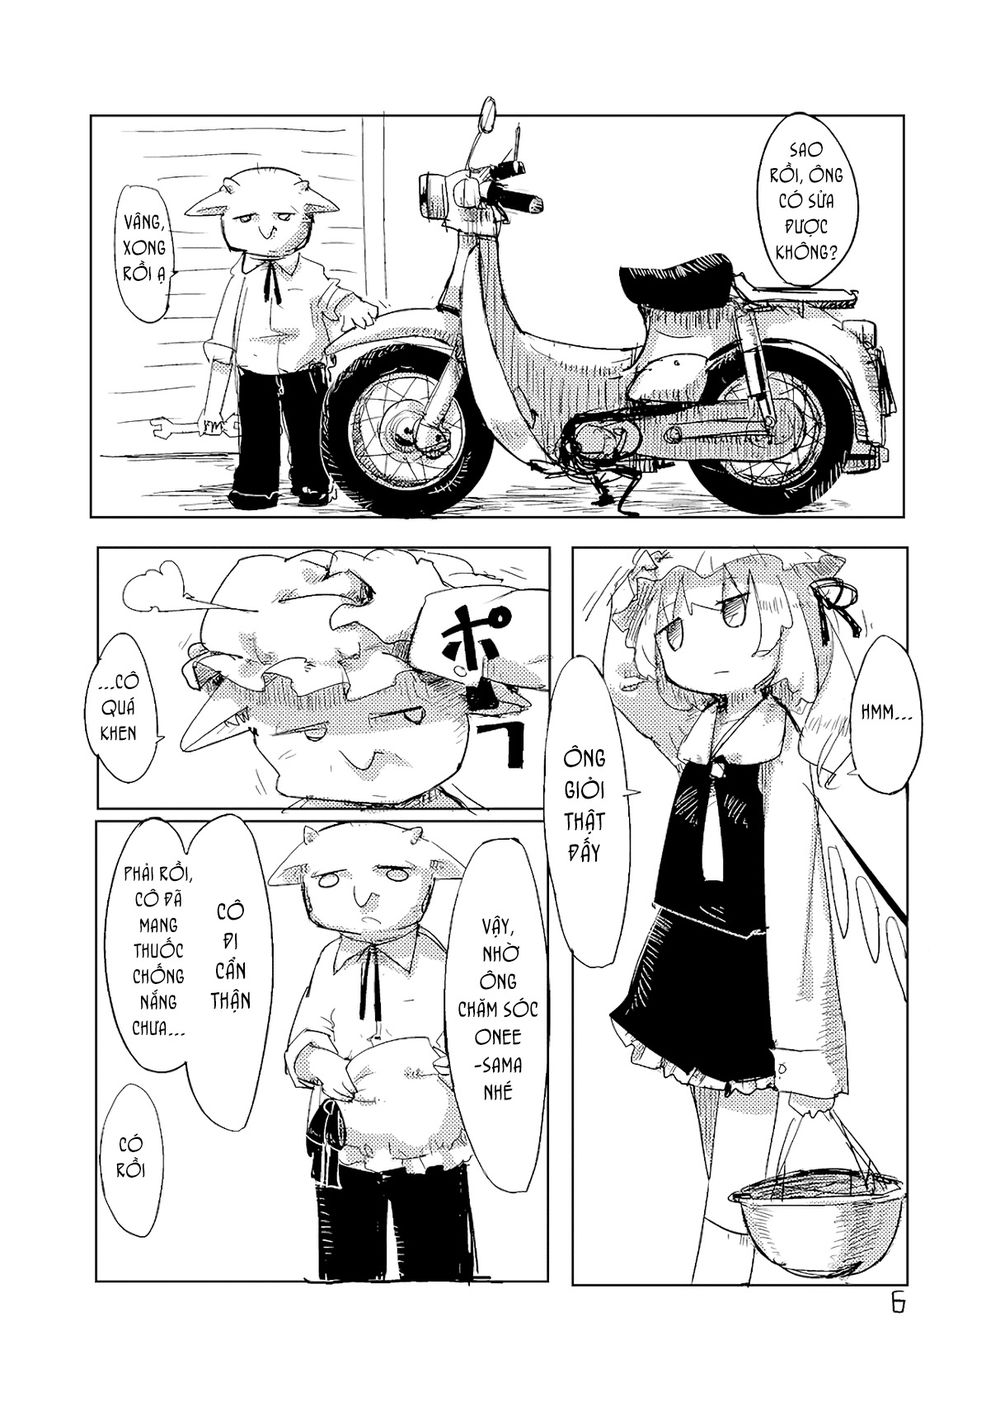 SAO
RỒI, ÔNG
CÓ SỬA
ĐƯỢC
KHÔNG?
VÂNG,
XONG
RỒI Ạ
HMM...
ÔNG
GIỎI
THẬT
ĐẤY
ポ
フ
...CÔ
QUÁ
KHEN
VẬY,
NHỜ
ÔNG
CHĂM SÓC
ONEE
-SAMA
NHÉ
CÔ
ĐI
CẨN
THẬN
PHẢI RỒI,
CÔ ĐÃ
MANG
THUỐC
CHỐNG
NẮNG
CHƯA...
CÓ
RỒI
6